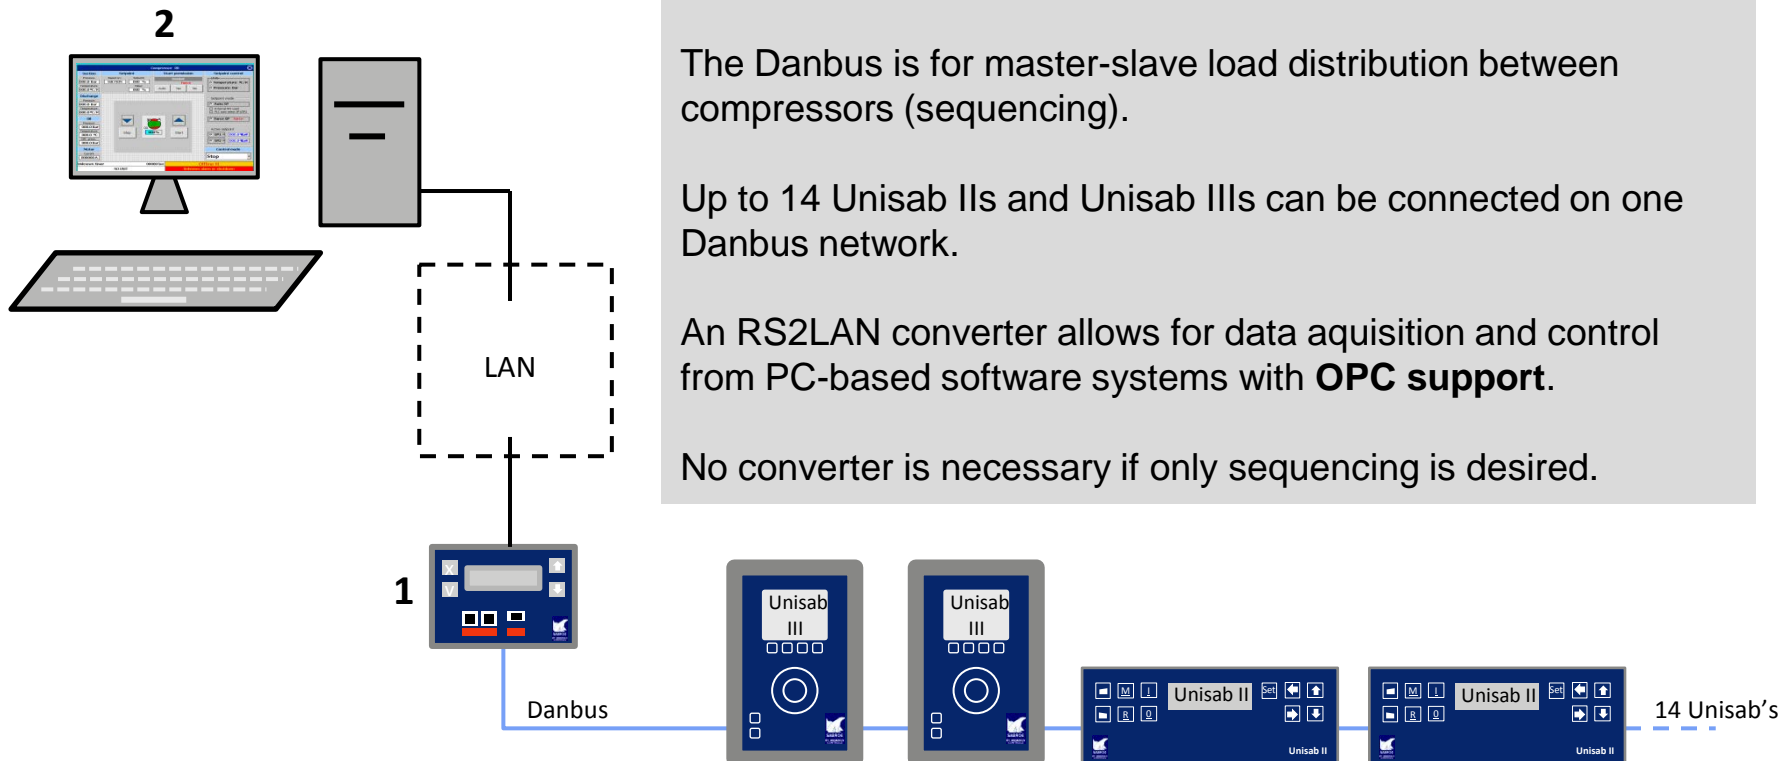 2
The Danbus is for master-slave load distribution between
compressors (sequencing).
Up to 14 Unisab IIs and Unisab IIIs can be connected on one
Danbus network.
An RS2LAN converter allows for data aquisition and control
from PC-based software systems with OPC support.
No converter is necessary if only sequencing is desired.
LAN
1
X
V
Danbus
Unisab
III
Unisab
III
M I Unisab II Set
R 0
Unisab II
M I Unisab II Set
R 0
Unisab II
14 Unisab’s